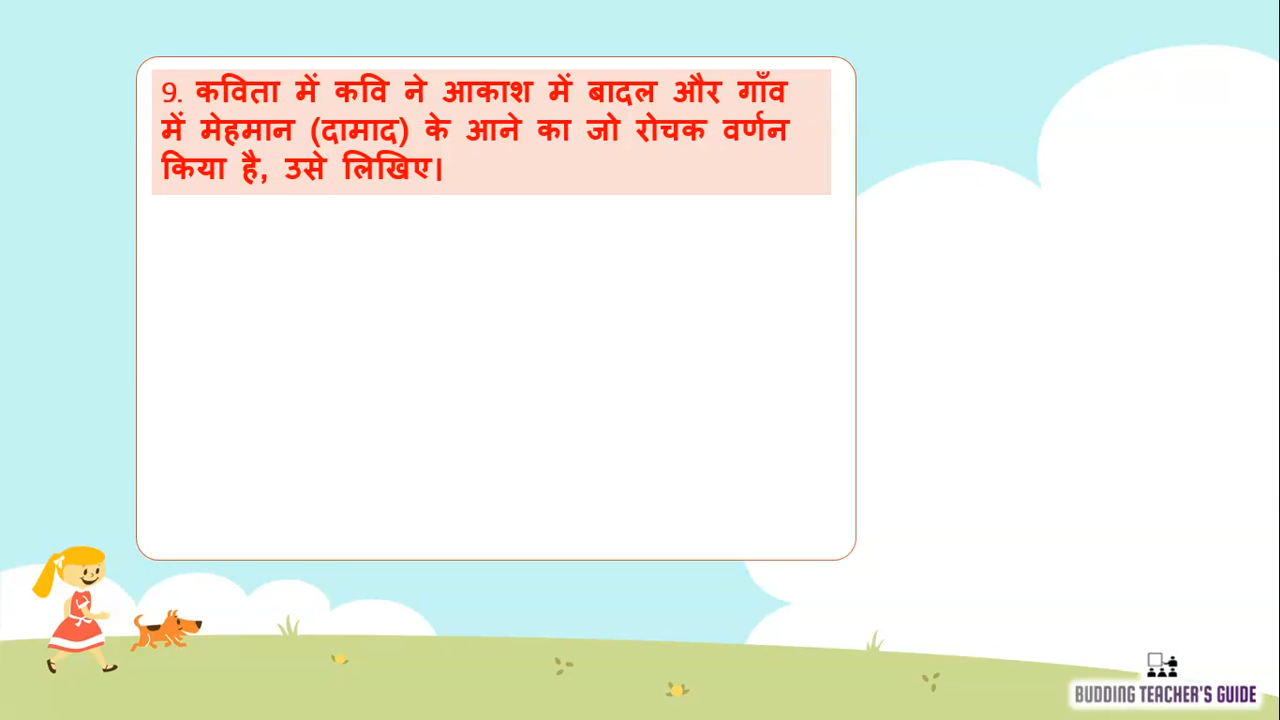 9. कविता में कवि ने आकाश में बादल और गाँव
में मेहमान (दामाद) के आने का जो रोचक वर्णन
किया है, उसे लिखिए।
BUDDING TEACHER'S GUIDE